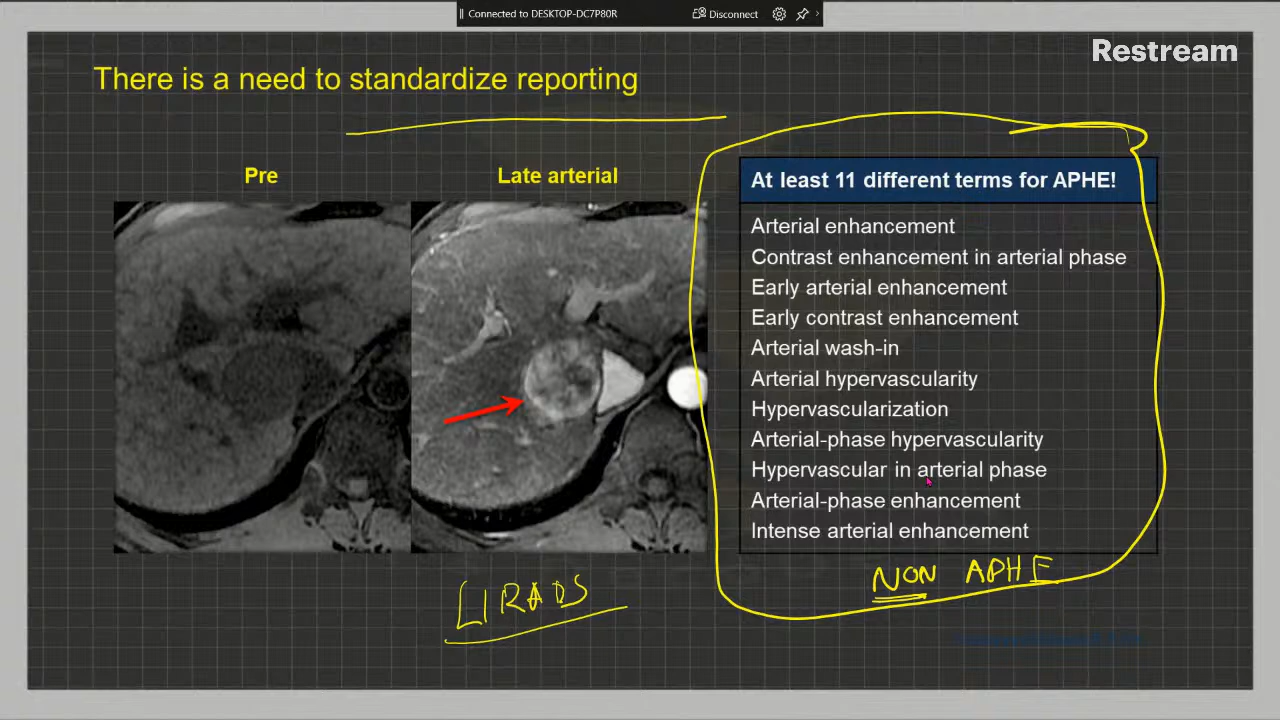 Connected to DESKTOP-DC7P80R
Disconnect
Restream
There is a need to standardize reporting
Pre
Late arterial
At least 11 different terms for APHE!
Arterial enhancement
Contrast enhancement in arterial phase
Early arterial enhancement
Early contrast enhancement
Arterial wash-in
Arterial hypervascularity
Hypervascularization
Arterial-phase hypervascularity
Hypervascular in arterial phase
Arterial-phase enhancement
Intense arterial enhancement
NON APHE
LIRADS